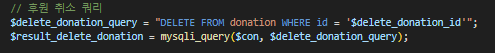 // 후원 취소 쿼리
$delete_donation_query = "DELETE FROM donation WHERE id = '$delete_donation_id'";
$result_delete_donation = mysqli_query($con, $delete_donation_query);